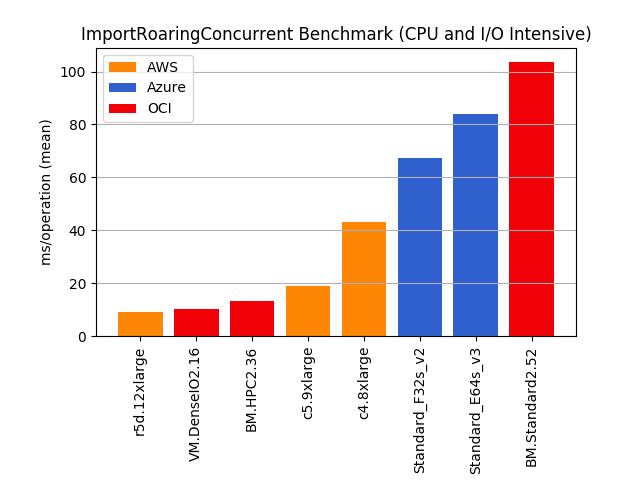 ImportRoaringConcurrent Benchmark (CPU and I/O Intensive)
AWS
Azure
OCI
ms/operation (mean)
100
80
60
40
20
0
r5d.12xlarge
VM.DenseIO2.16
BM.HPC2.36
c5.9xlarge
c4.8xlarge
Standard_F32s_v2
Standard_E64s_v3
BM.Standard2.52